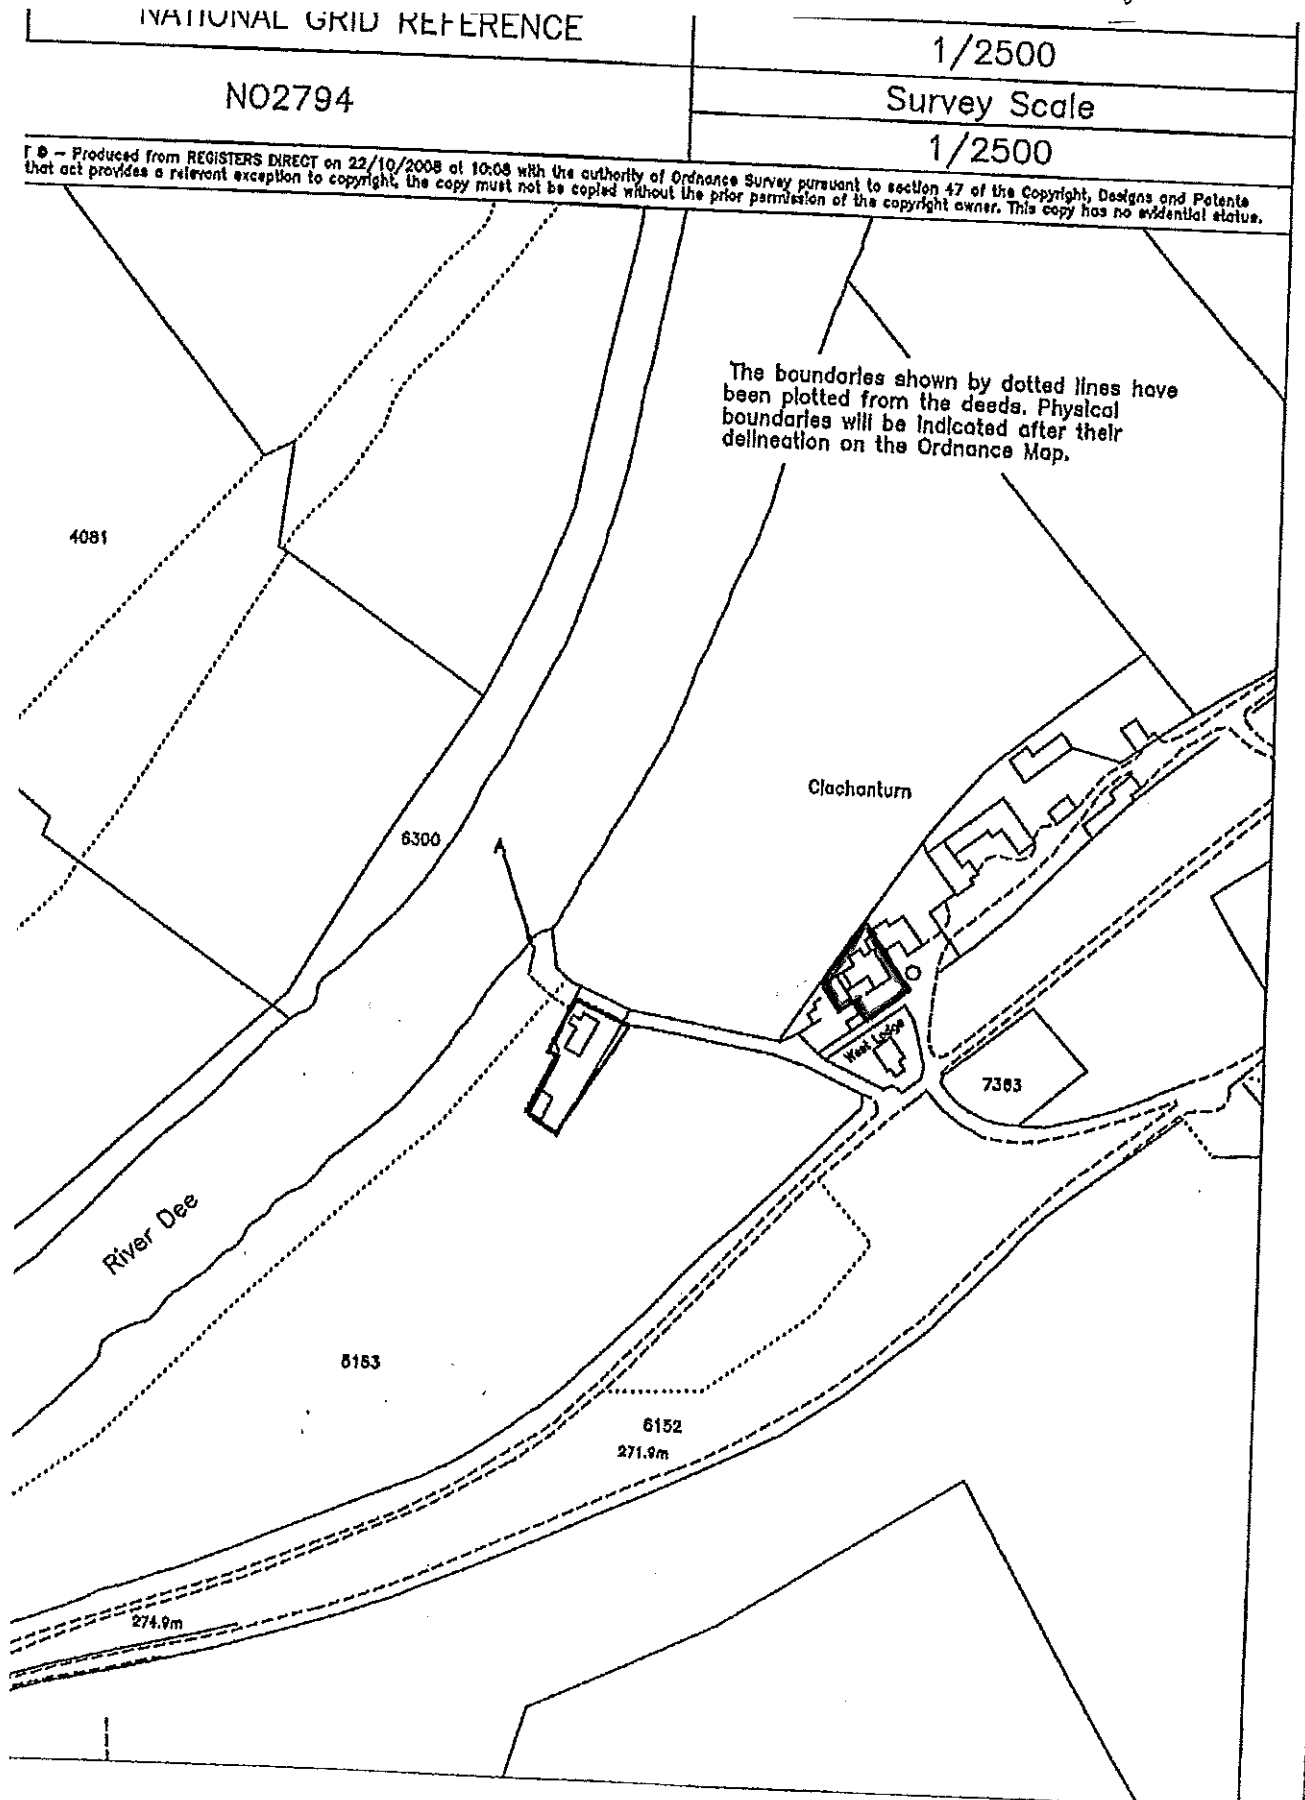 NATIONAL GRID REFERENCE
1/2500
NO2794
Survey Scale
1/2500
– Produced from REGISTERS DIRECT on 22/10/2008 at 10:08 with the authority of Ordnance Survey pursuant to section 47 of the Copyright, Designs and Patents
that act provides a relevant exception to copyright, the copy must not be copied without the prior permission of the copyright owner. This copy has no evidential status.
The boundaries shown by dotted lines have
been plotted from the deeds. Physical
boundaries will be indicated after their
delineation on the Ordnance Map.
4081
Clachanturn
6300
A
West Lodge
7383
River Dee
5153
6152
271.9m
274.9m